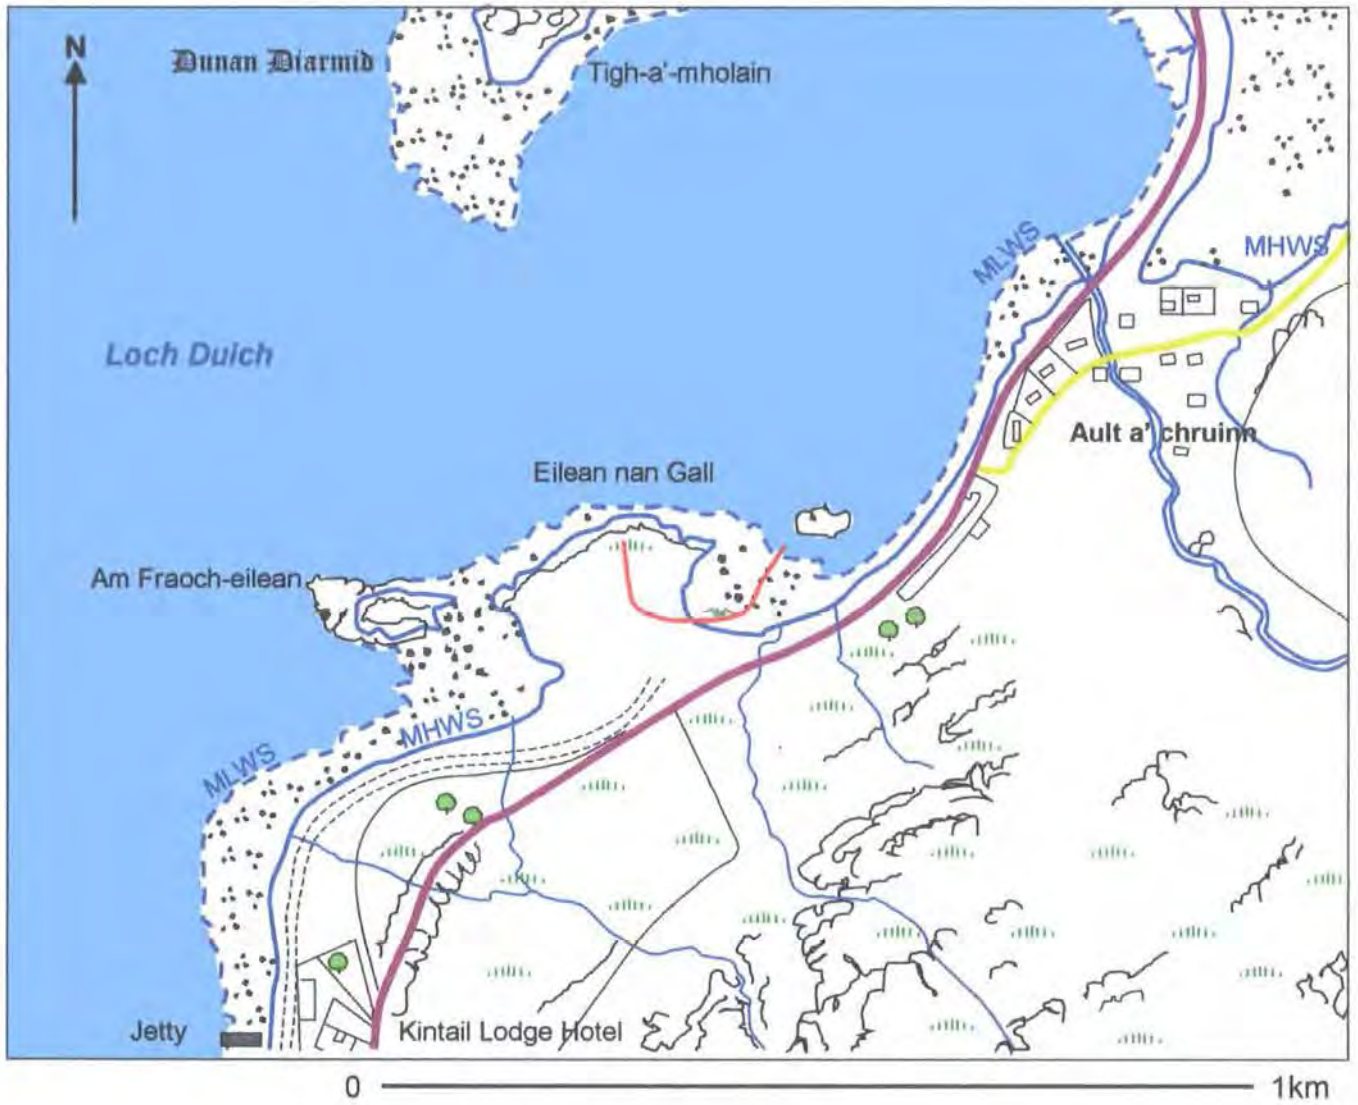 N
Dunan Diarmid
Tigh-a'-mholain
MLWS
MHWS
Loch Duich
Ault a' chruinn
Eilean nan Gall
Am Fraoch-eilean
MHWS
MLWS
Jetty
Kintail Lodge Hotel
0
1km